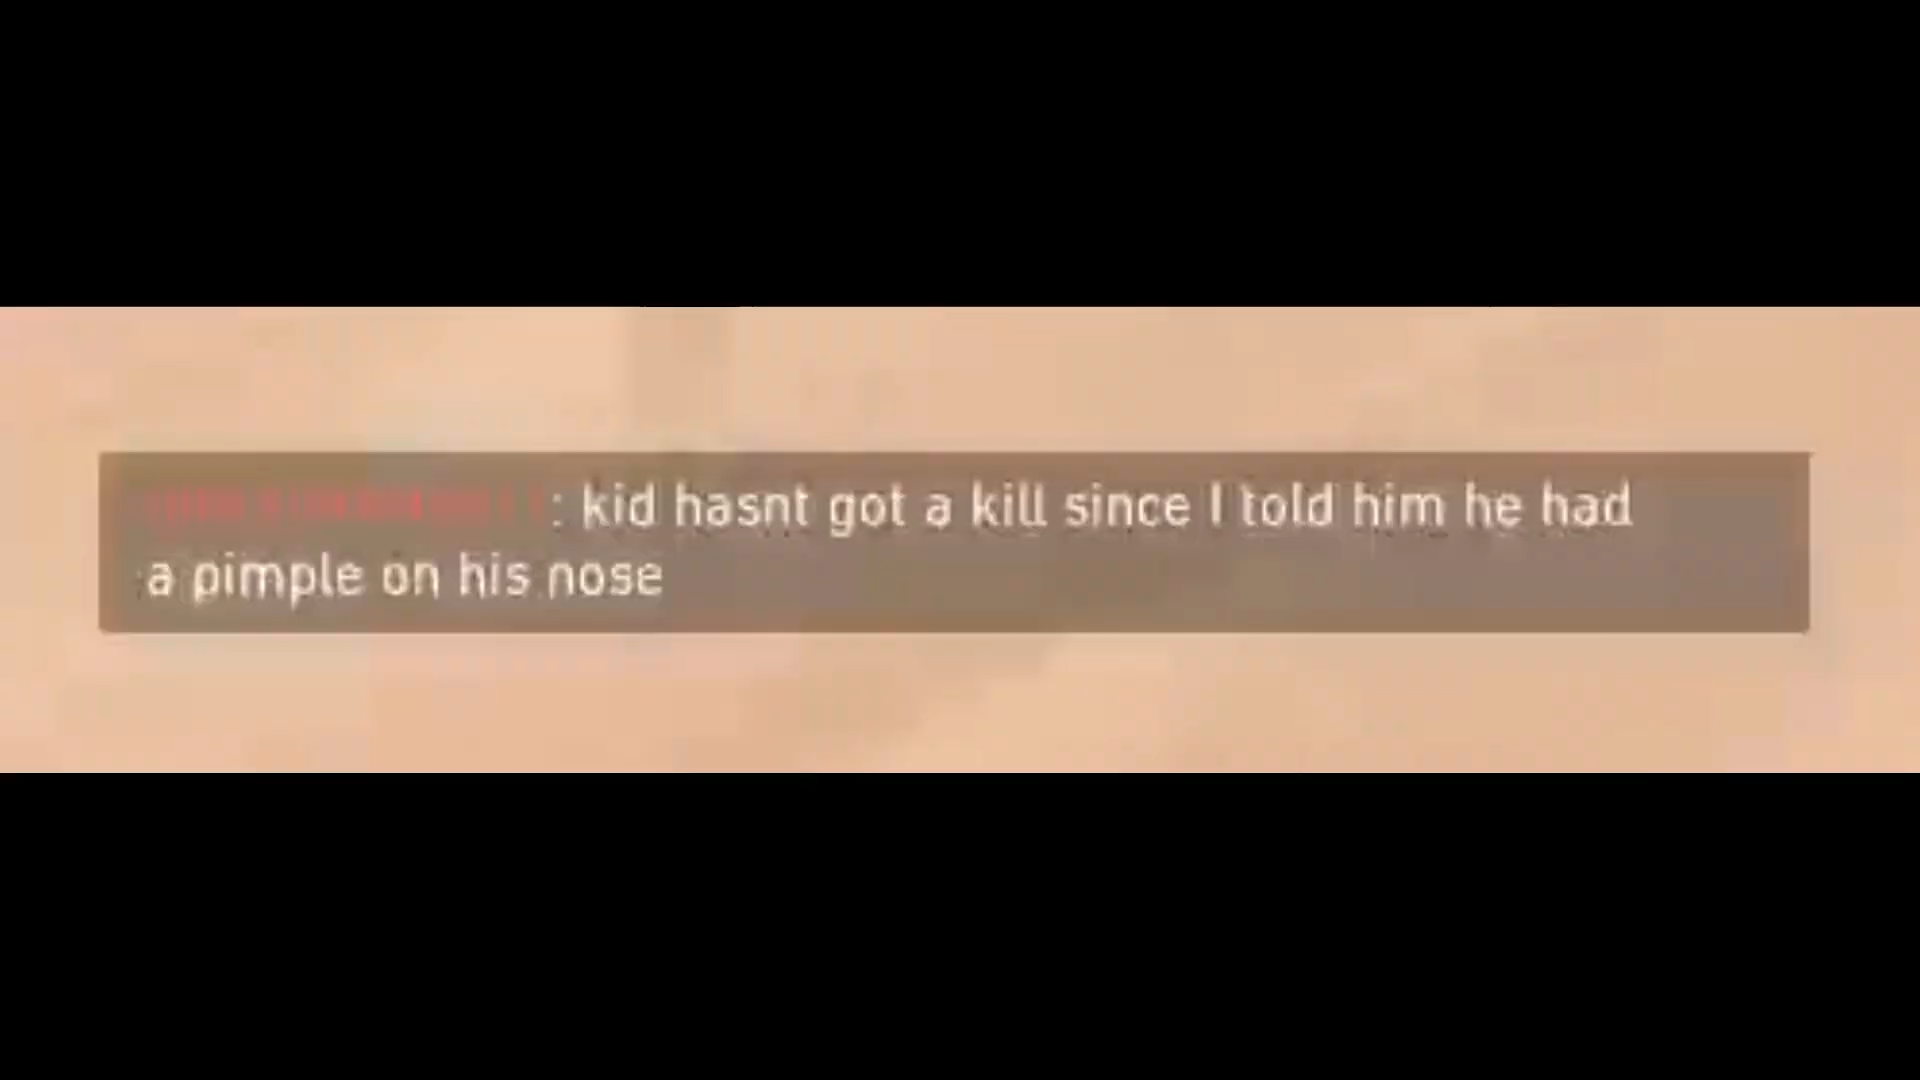 : kid hasnt got a kill since I told him he had
a pimple on his nose